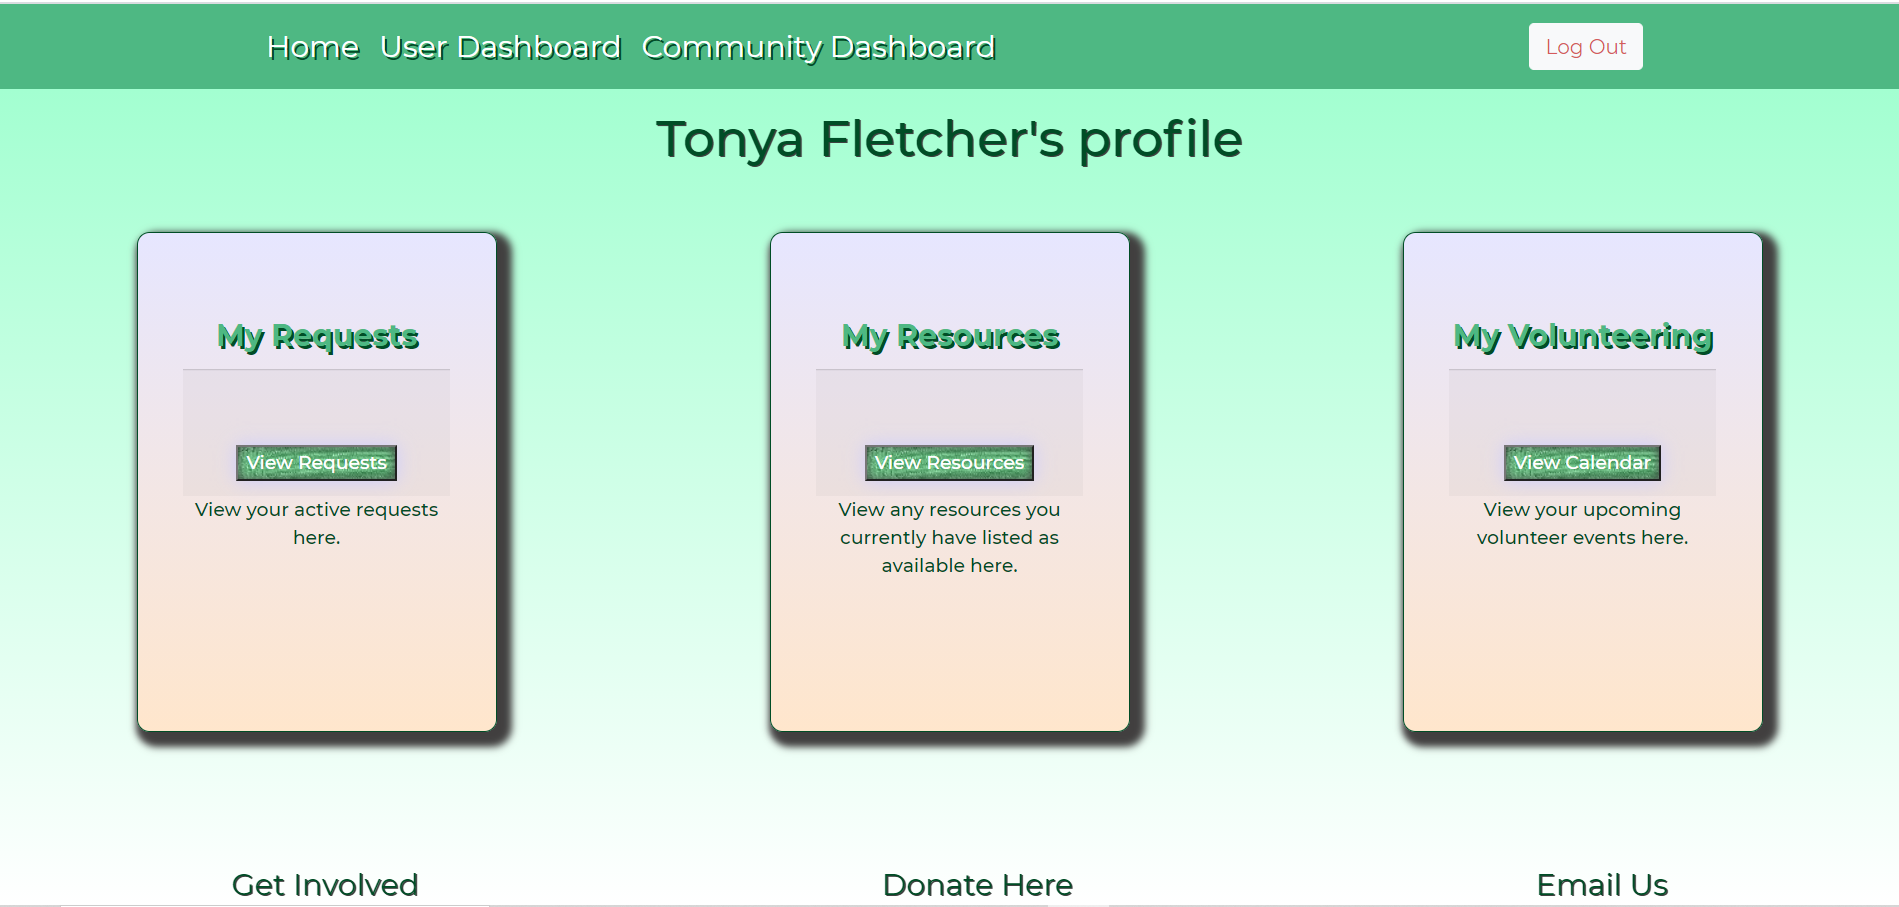 Home User Dashboard Community Dashboard Log Out
Tonya Fletcher's profile
My Requests
View Requests
View your active requests
here.
My Resources
View Resources
View any resources you
currently have listed as
available here.
My Volunteering
View Calendar
View your upcoming
volunteer events here.
Get Involved
Donate Here
Email Us